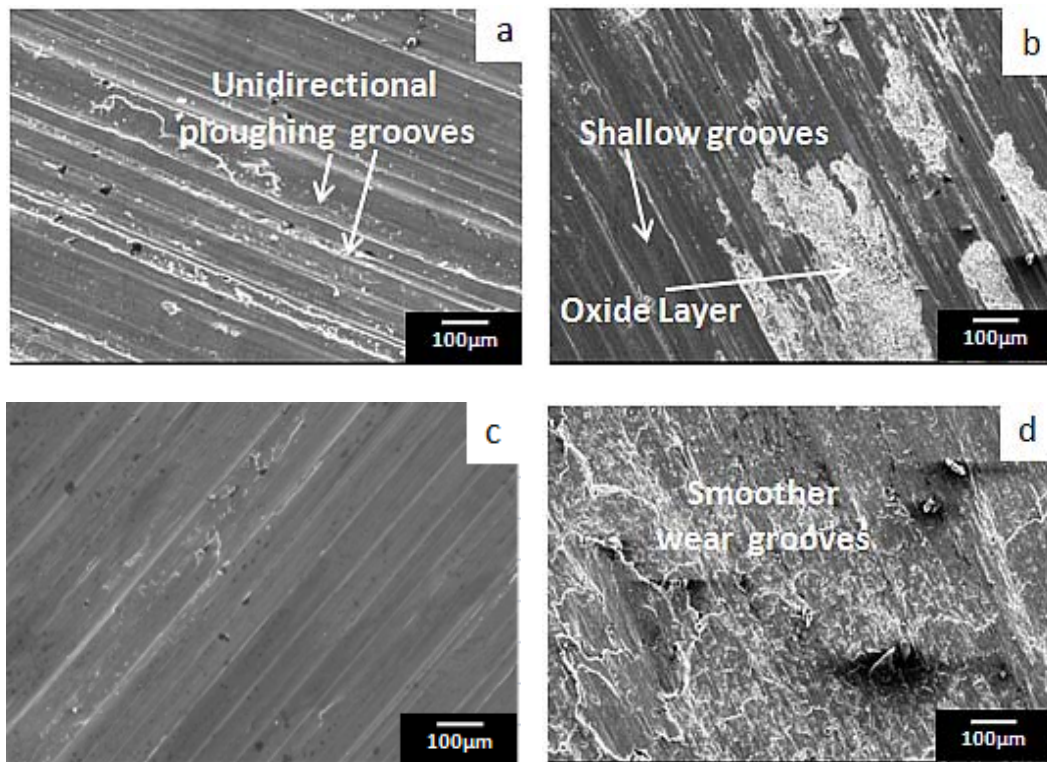 a
Unidirectional
ploughing grooves
100µm
b
Shallow grooves
Oxide Layer
100µm
c
100µm
d
Smoother
wear grooves
100µm